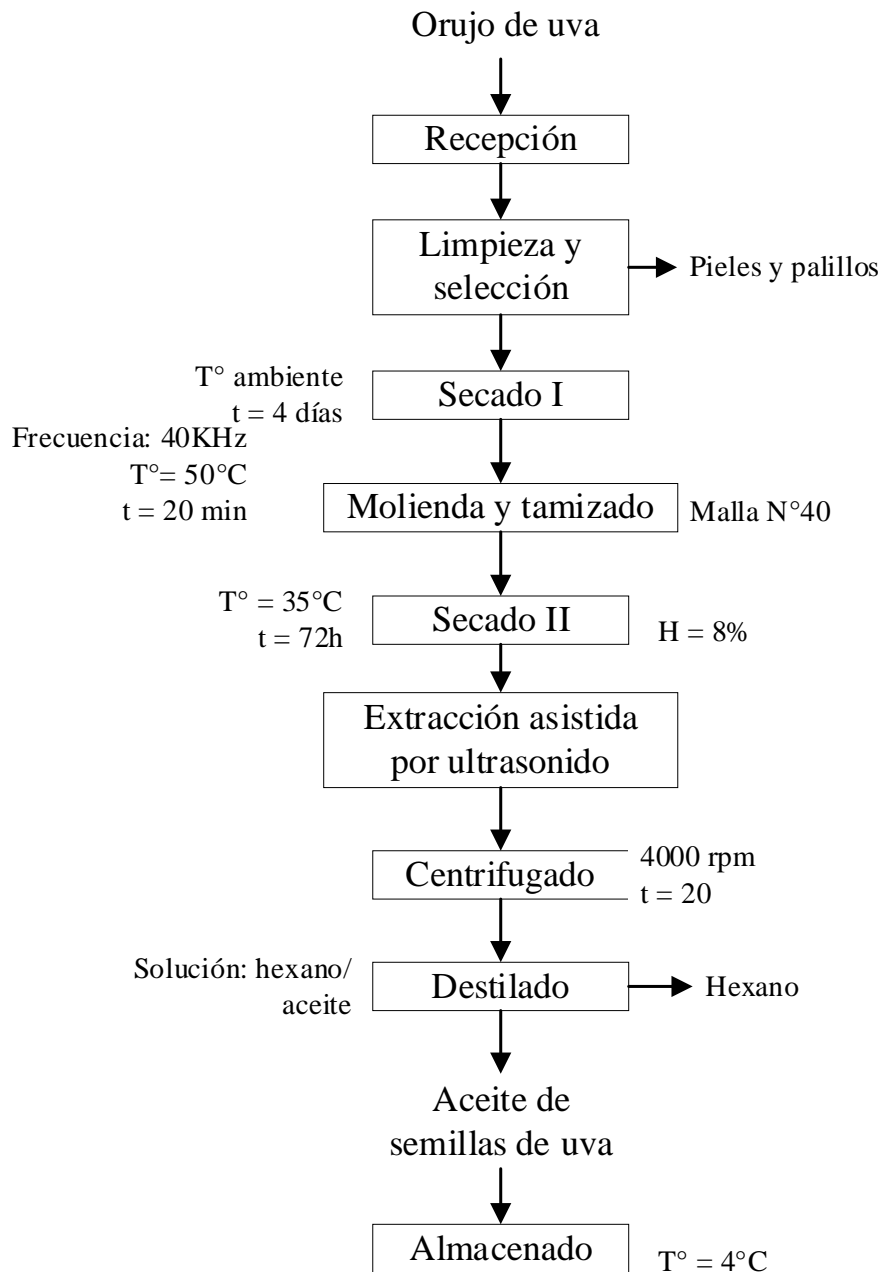 Orujo de uva
Recepción
Limpieza y
selección
Pieles y palillos
T° ambiente
t = 4 días
Secado I
Frecuencia: 40KHz
T°= 50°C
t = 20 min
Molienda y tamizado
Malla N°40
T° = 35°C
t = 72h
Secado II
H = 8%
Extracción asistida
por ultrasonido
Centrifugado
4000 rpm
t = 20
Solución: hexano/
aceite
Destilado
Hexano
Aceite de
semillas de uva
Almacenado
T° = 4°C